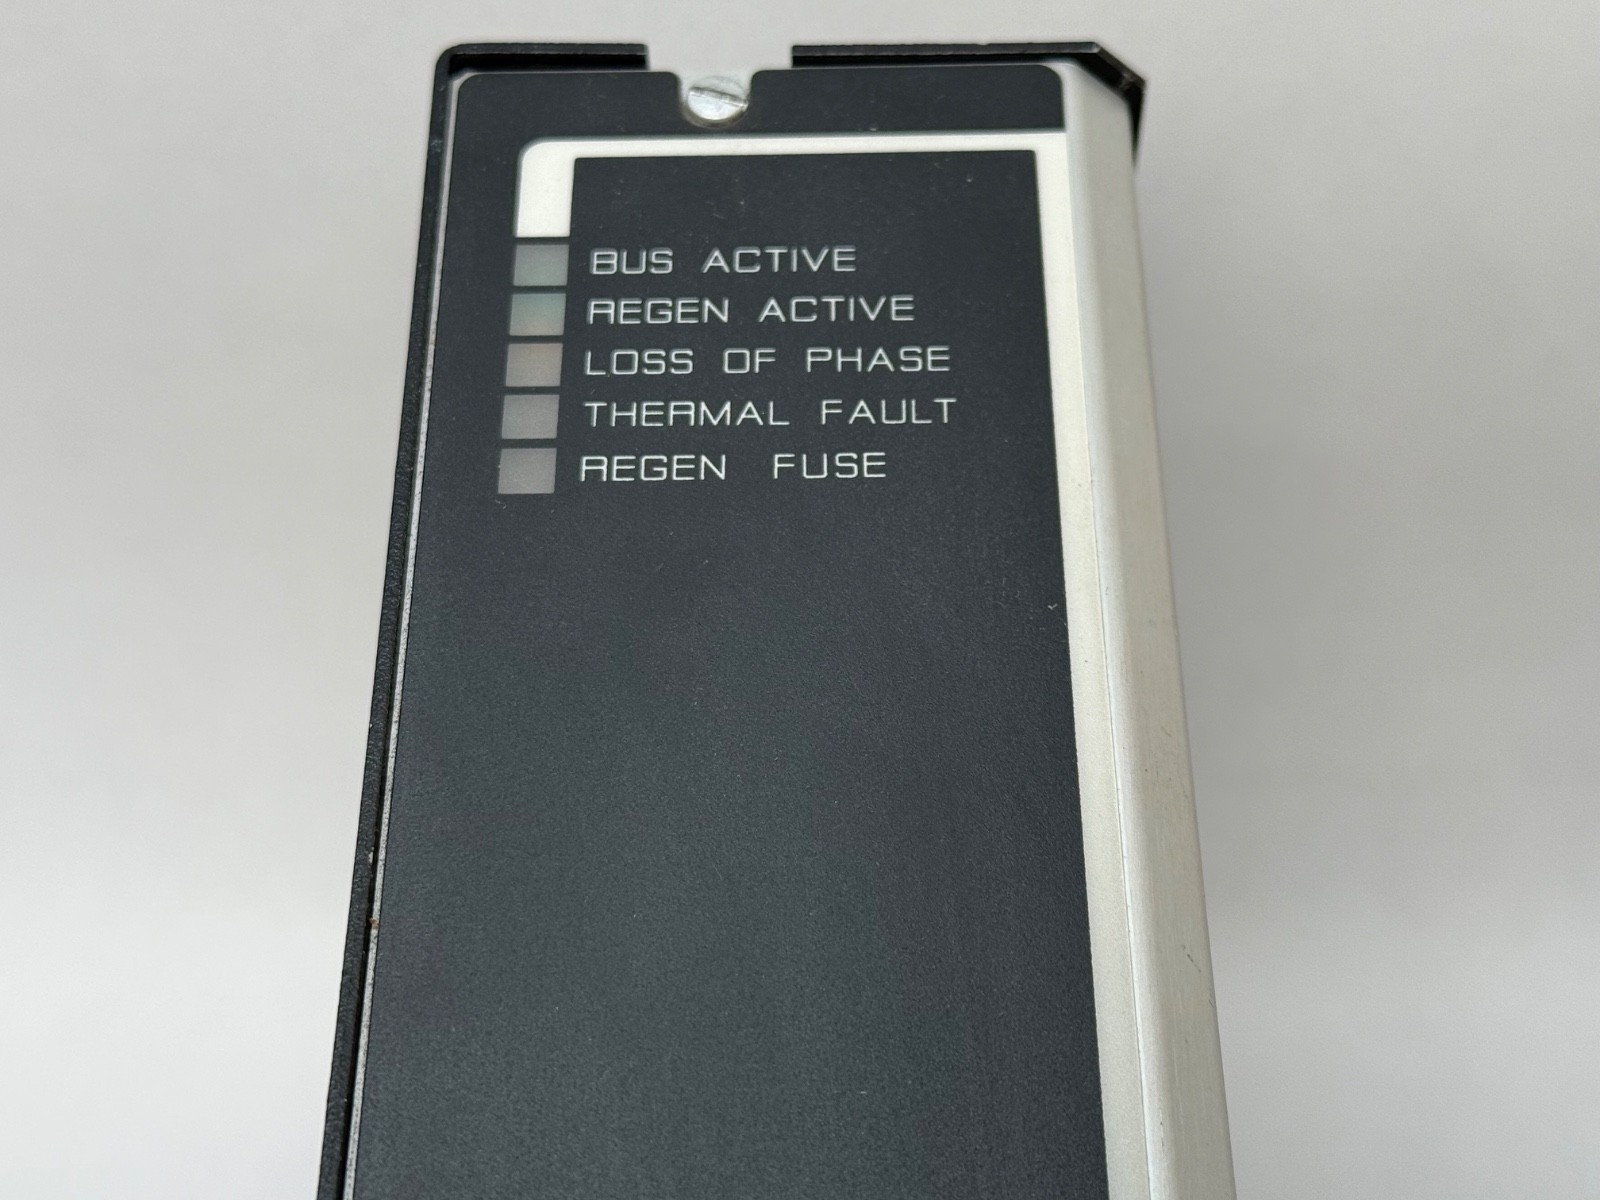 BUS ACTIVE
REGEN ACTIVE
LOSS OF PHASE
THERMAL FAULT
REGEN FUSE